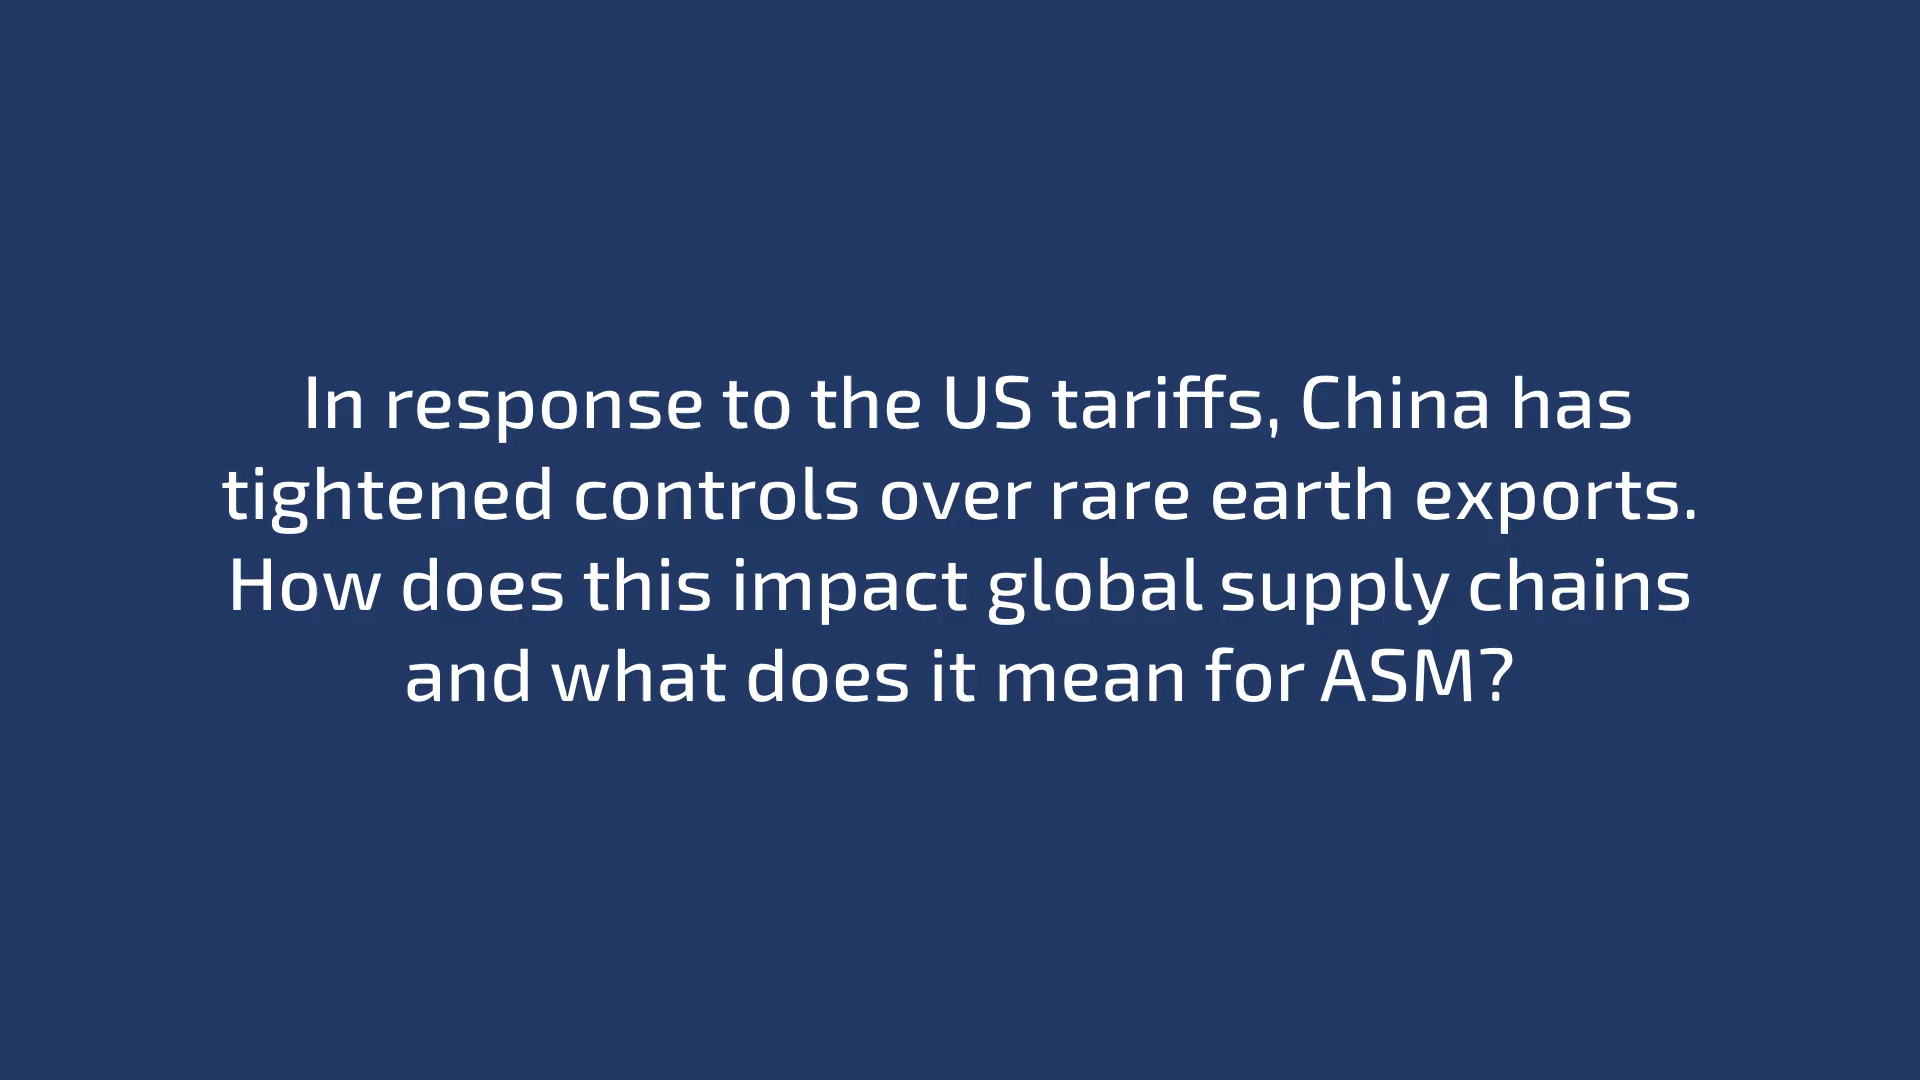 In response to the US tariffs, China has
tightened controls over rare earth exports.
How does this impact global supply chains
and what does it mean for ASM?